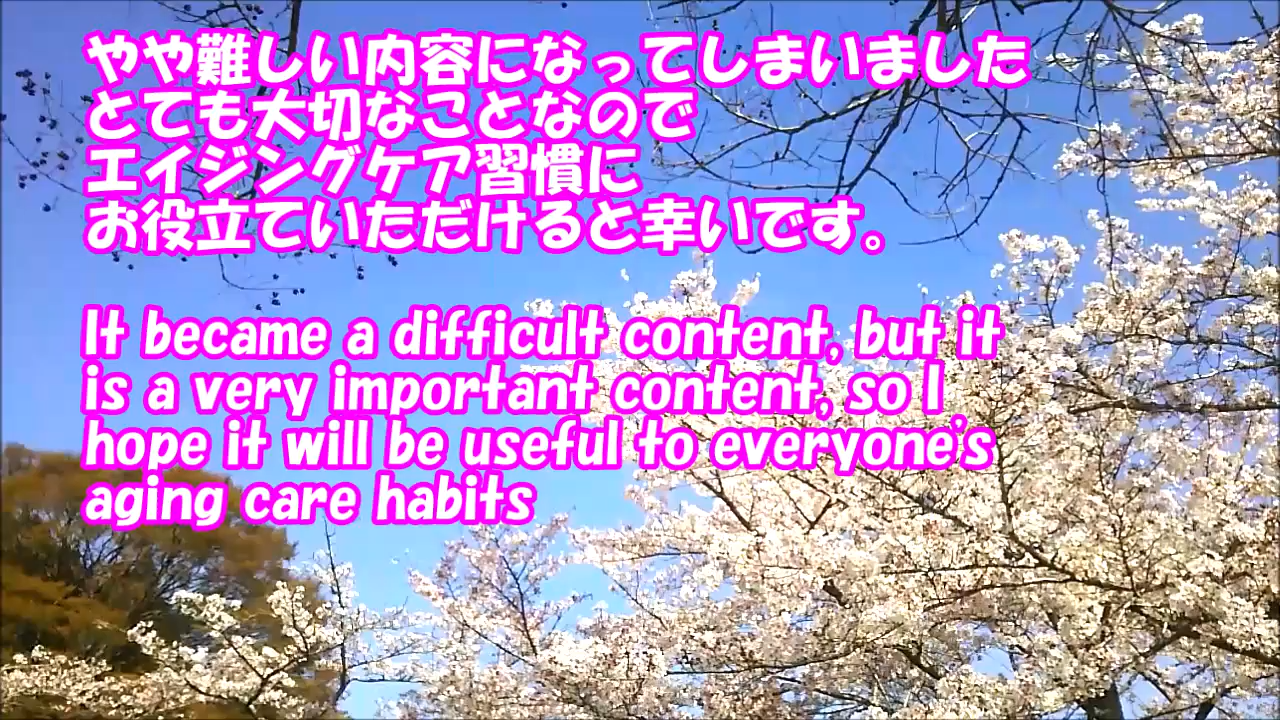 やや難しい内容になってしまいました
とても大切なことなので
エイジングケア習慣に
お役立ていただけると幸いです。
It became a difficult content, but it
is a very important content, so I
hope it will be useful to everyone's
aging care habits